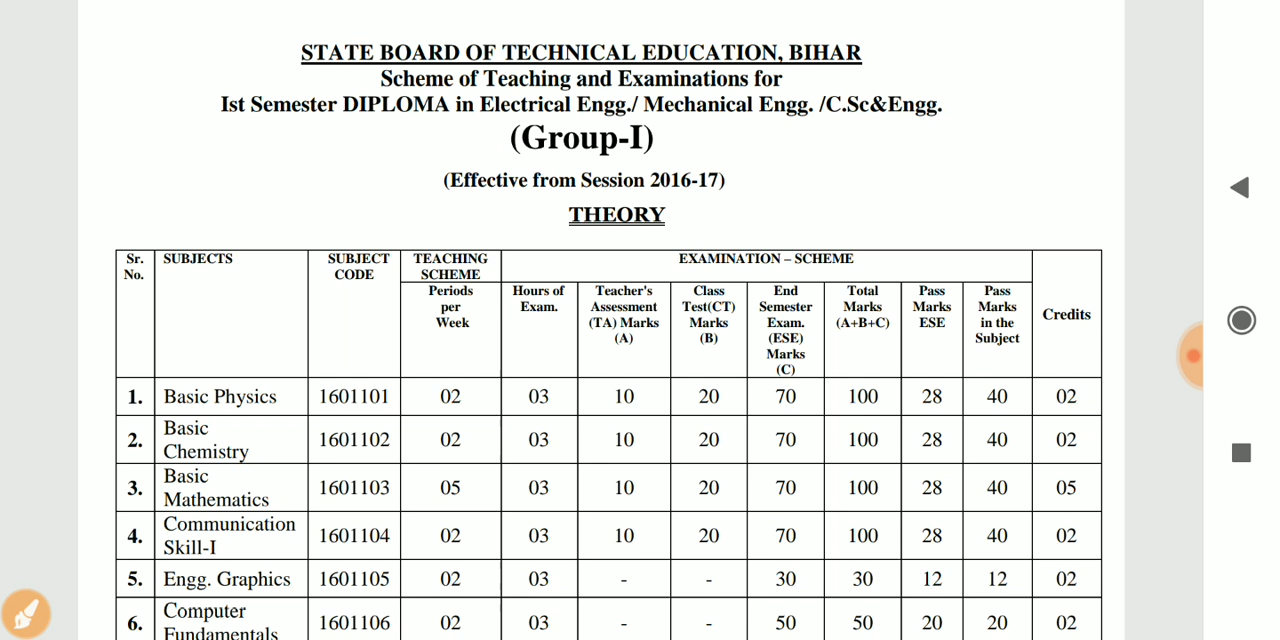 STATE BOARD OF TECHNICAL EDUCATION, BIHAR
Scheme of Teaching and Examinations for
Ist Semester DIPLOMA in Electrical Engg./ Mechanical Engg. /C.Sc&Engg.
(Group-I)
(Effective from Session 2016-17)
THEORY
Sr. No. SUBJECTS SUBJECT CODE TEACHING SCHEME EXAMINATION – SCHEME
Periods per Week Hours of Exam. Teacher's Assessment (TA) Marks (A) Class Test(CT) Marks (B) End Semester Exam. (ESE) Marks (C) Total Marks (A+B+C) Pass Marks ESE Pass Marks in the Subject Credits
1. Basic Physics 1601101 02 03 10 20 70 100 28 40 02
2. Basic Chemistry 1601102 02 03 10 20 70 100 28 40 02
3. Basic Mathematics 1601103 05 03 10 20 70 100 28 40 05
4. Communication Skill-I 1601104 02 03 10 20 70 100 28 40 02
5. Engg. Graphics 1601105 02 03 - - 30 30 12 12 02
6. Computer Fundamentals 1601106 02 03 - - 50 50 20 20 02